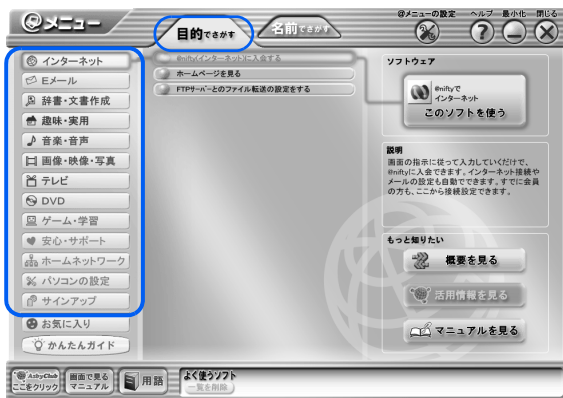 @メニュー
目的でさがす
名前でさがす
@メニューの設定
ヘルプ
最小化
閉じる
インターネット
Eメール
辞書・文書作成
趣味・実用
音楽・音声
画像・映像・写真
テレビ
DVD
ゲーム・学習
安心・サポート
ホームネットワーク
パソコンの設定
サインアップ
お気に入り
かんたんガイド
@nifty(インターネット)に入会する
ホームページを見る
FTPサーバーとのファイル転送の設定をする
ソフトウェア
@niftyで
インターネット
このソフトを使う
説明
画面の指示に従って入力していくだけで、
@niftyに入会できます。インターネット接続や
メールの設定も自動でできます。すでに会員
の方も、ここから接続設定できます。
もっと知りたい
概要を見る
活用情報を見る
マニュアルを見る
AzbyClub
ここをクリック
画面で見る
マニュアル
用語
よく使うソフト
一覧を削除